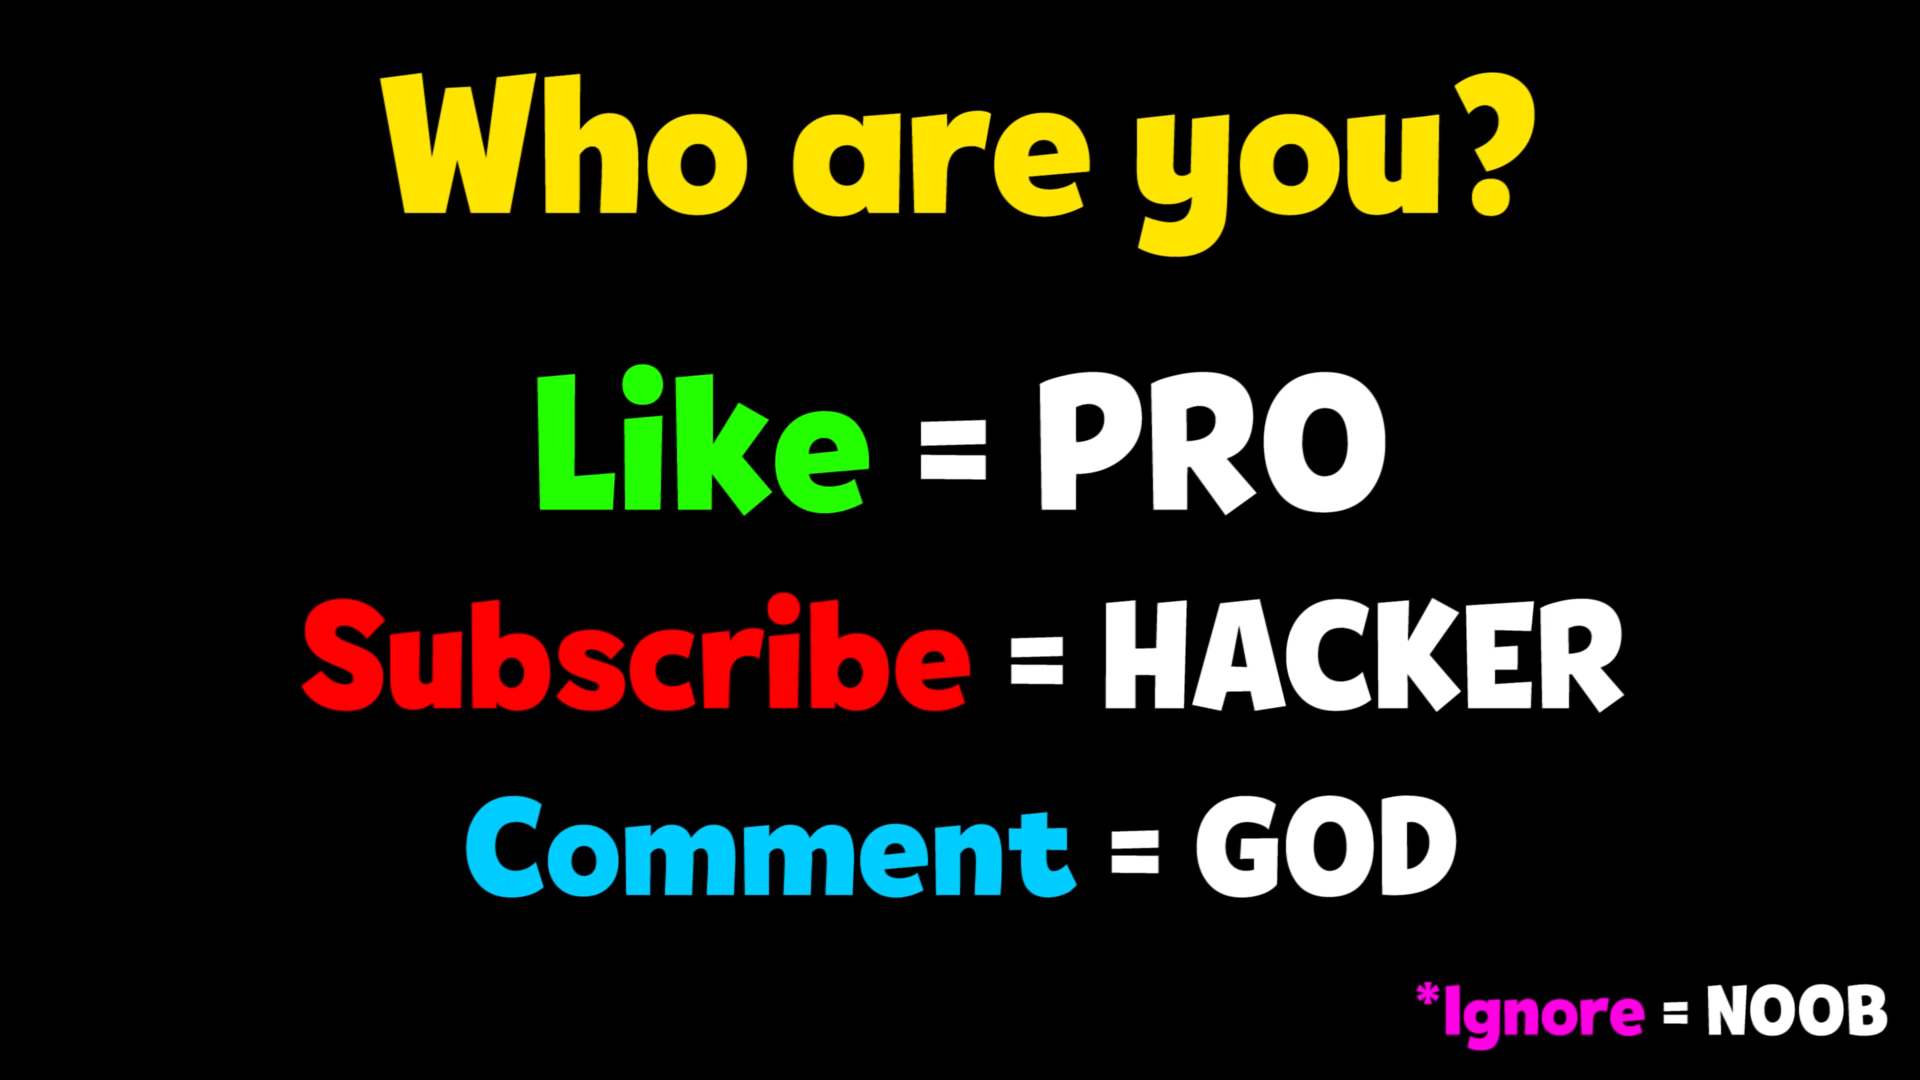 Who are you?
Like = PRO
Subscribe = HACKER
Comment = GOD
*Ignore = NOOB